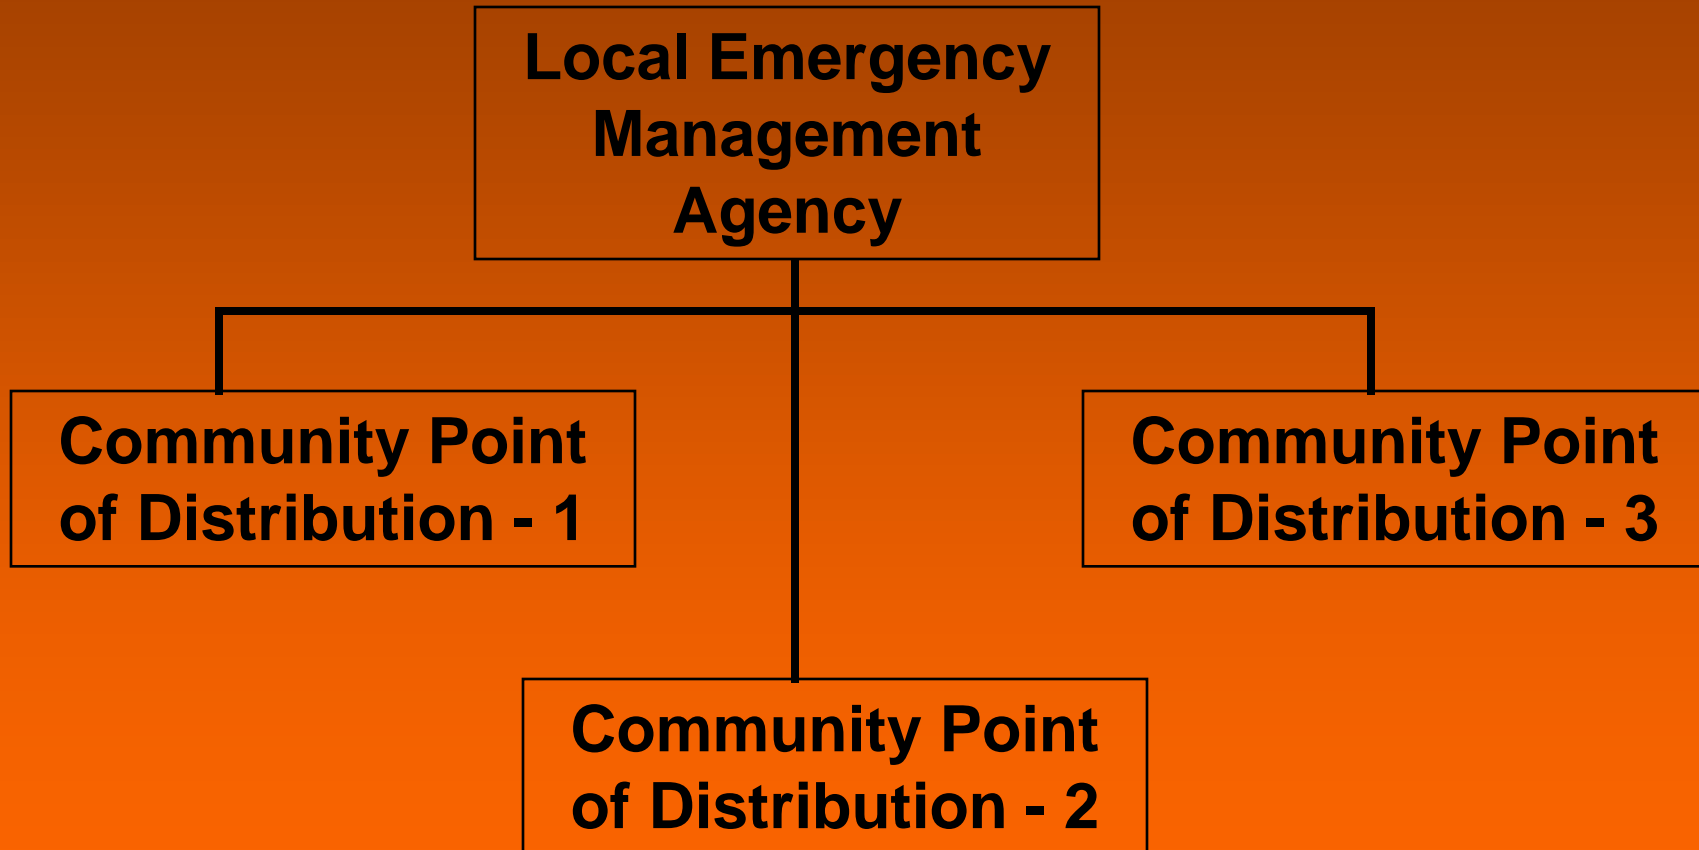 Local Emergency
Management
Agency
Community Point
of Distribution - 1
Community Point
of Distribution - 3
Community Point
of Distribution - 2